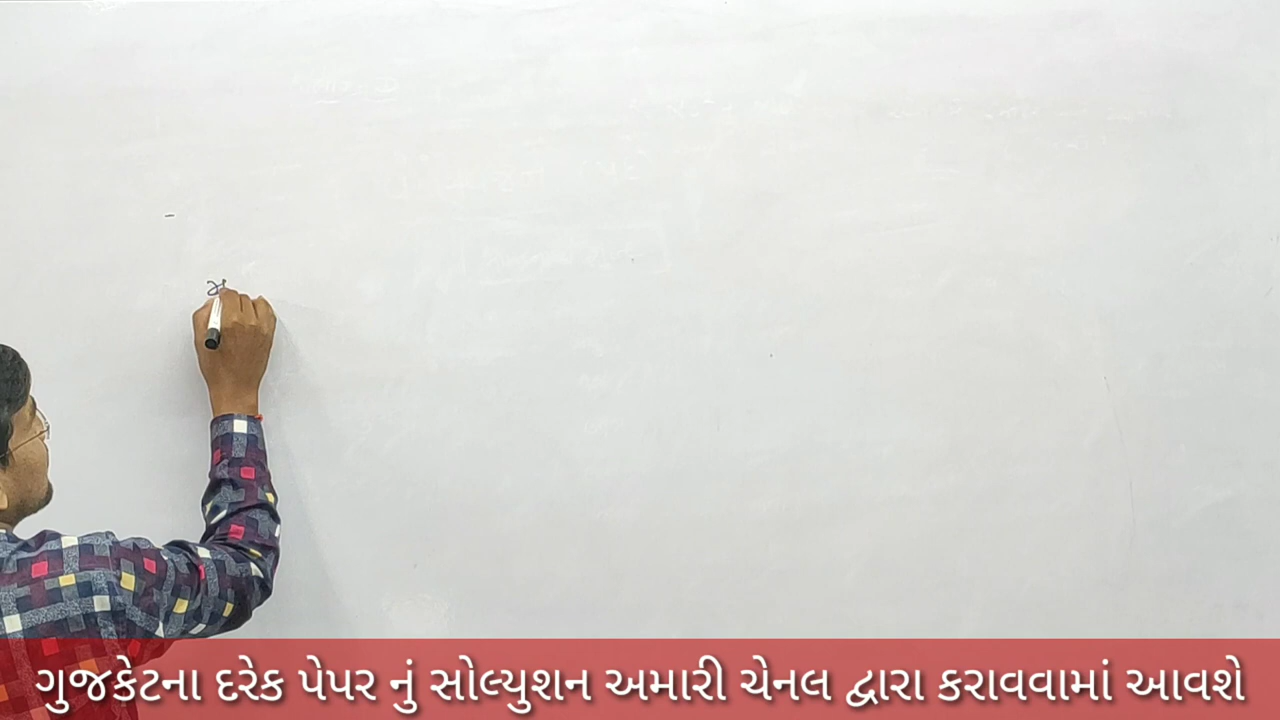 ગુજકેટના દરેક પેપર નું સોલ્યુશન અમારી ચેનલ દ્વારા કરાવવામાં આવશે